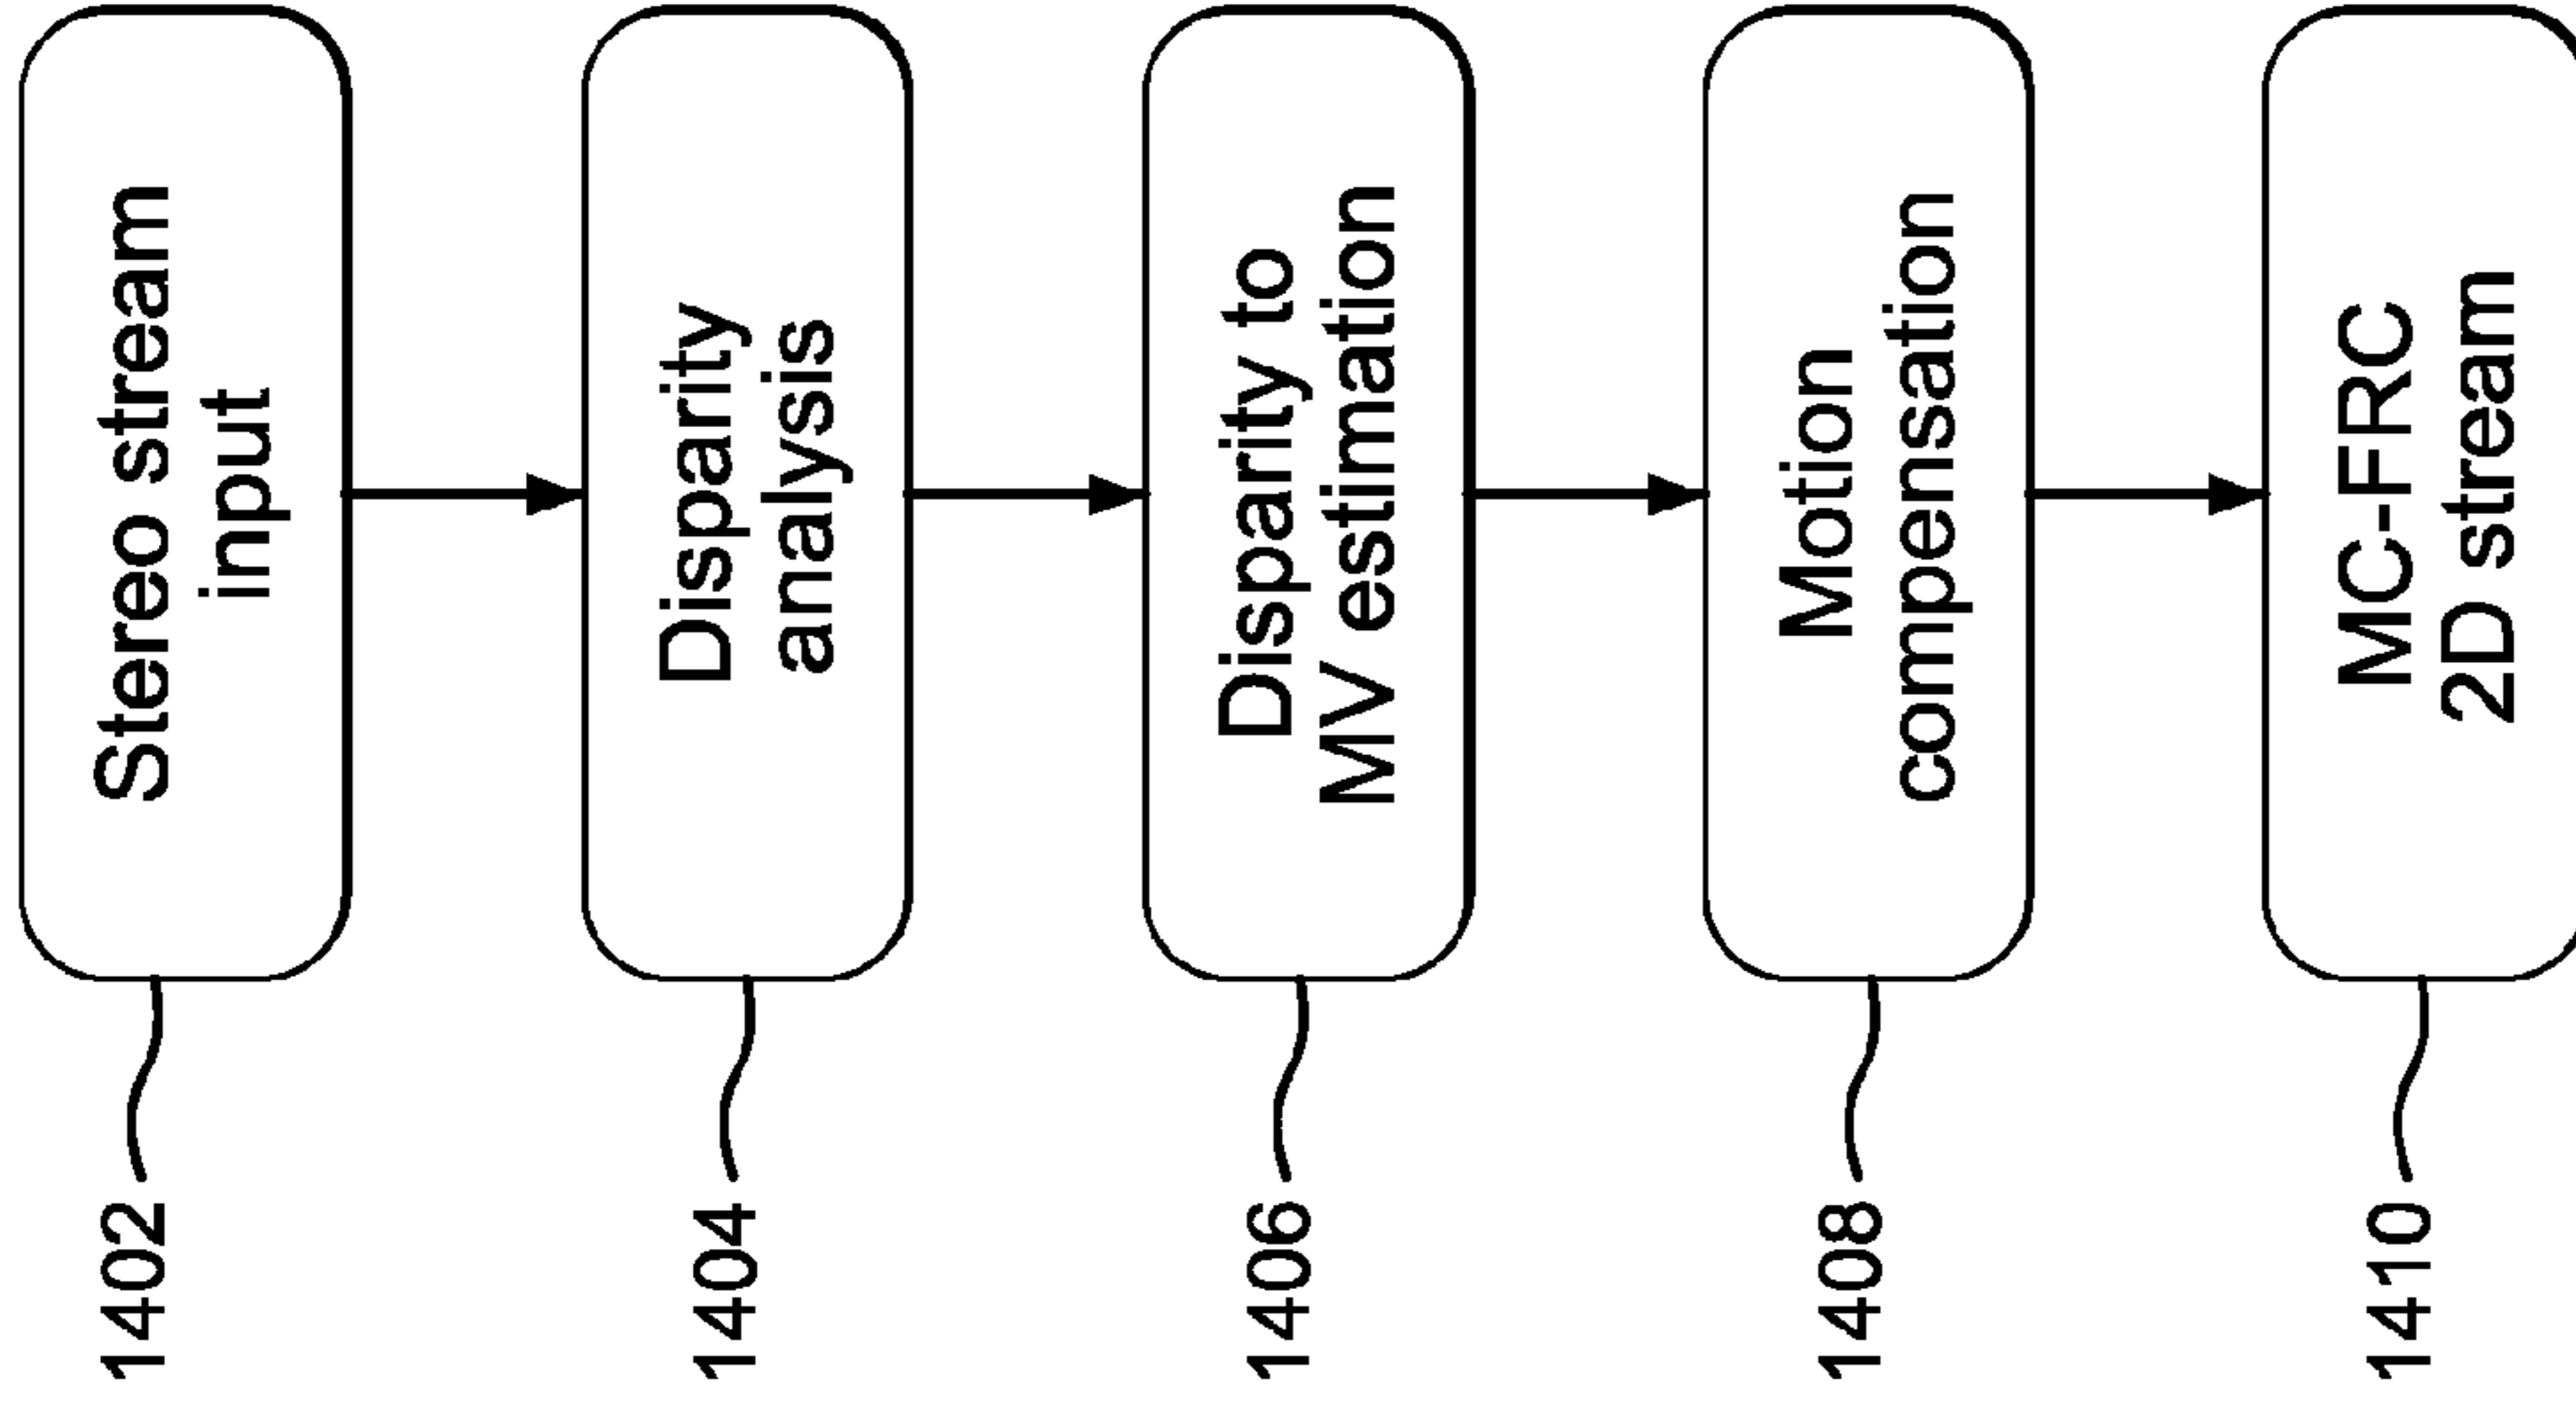 1402
Stereo stream
input
1404
Disparity
analysis
1406
Disparity to
MV estimation
1408
Motion
compensation
1410
MC-FRC
2D stream